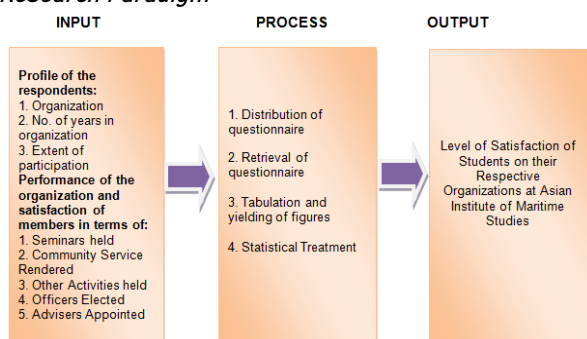 Research Paradigm
INPUT
PROCESS
OUTPUT
Profile of the
respondents:
1. Organization
2. No. of years in
organization
3. Extent of
participation
Performance of the
organization and
satisfaction of
members in terms of:
1. Seminars held
2. Community Service
Rendered
3. Other Activities held
4. Officers Elected
5. Advisers Appointed
1. Distribution of
questionnaire
2. Retrieval of
questionnaire
3. Tabulation and
yielding of figures
4. Statistical Treatment
Level of Satisfaction of
Students on their
Respective
Organizations at Asian
Institute of Maritime
Studies